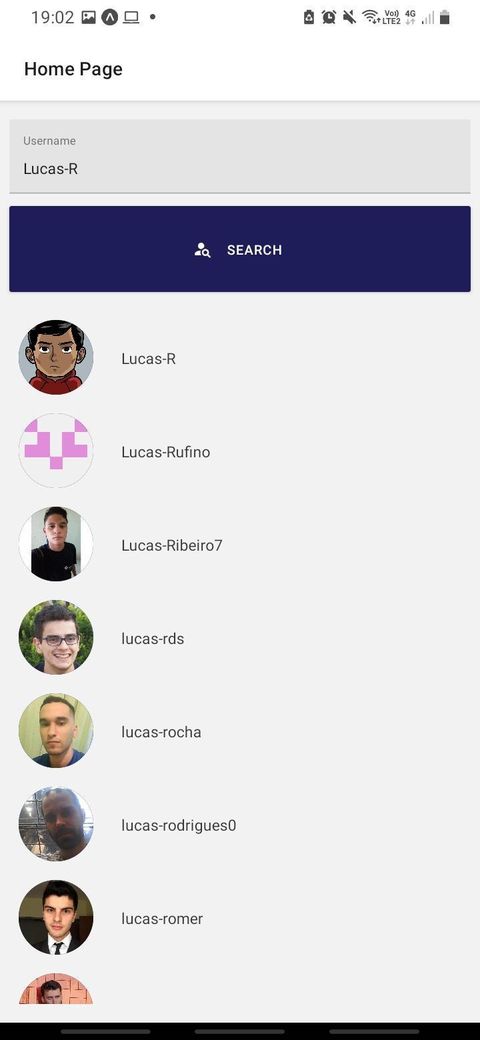 19:02
Vo)) 4G
LTE2
Home Page
Username
Lucas-R
SEARCH
Lucas-R
Lucas-Rufino
Lucas-Ribeiro7
lucas-rds
lucas-rocha
lucas-rodrigues0
lucas-romer